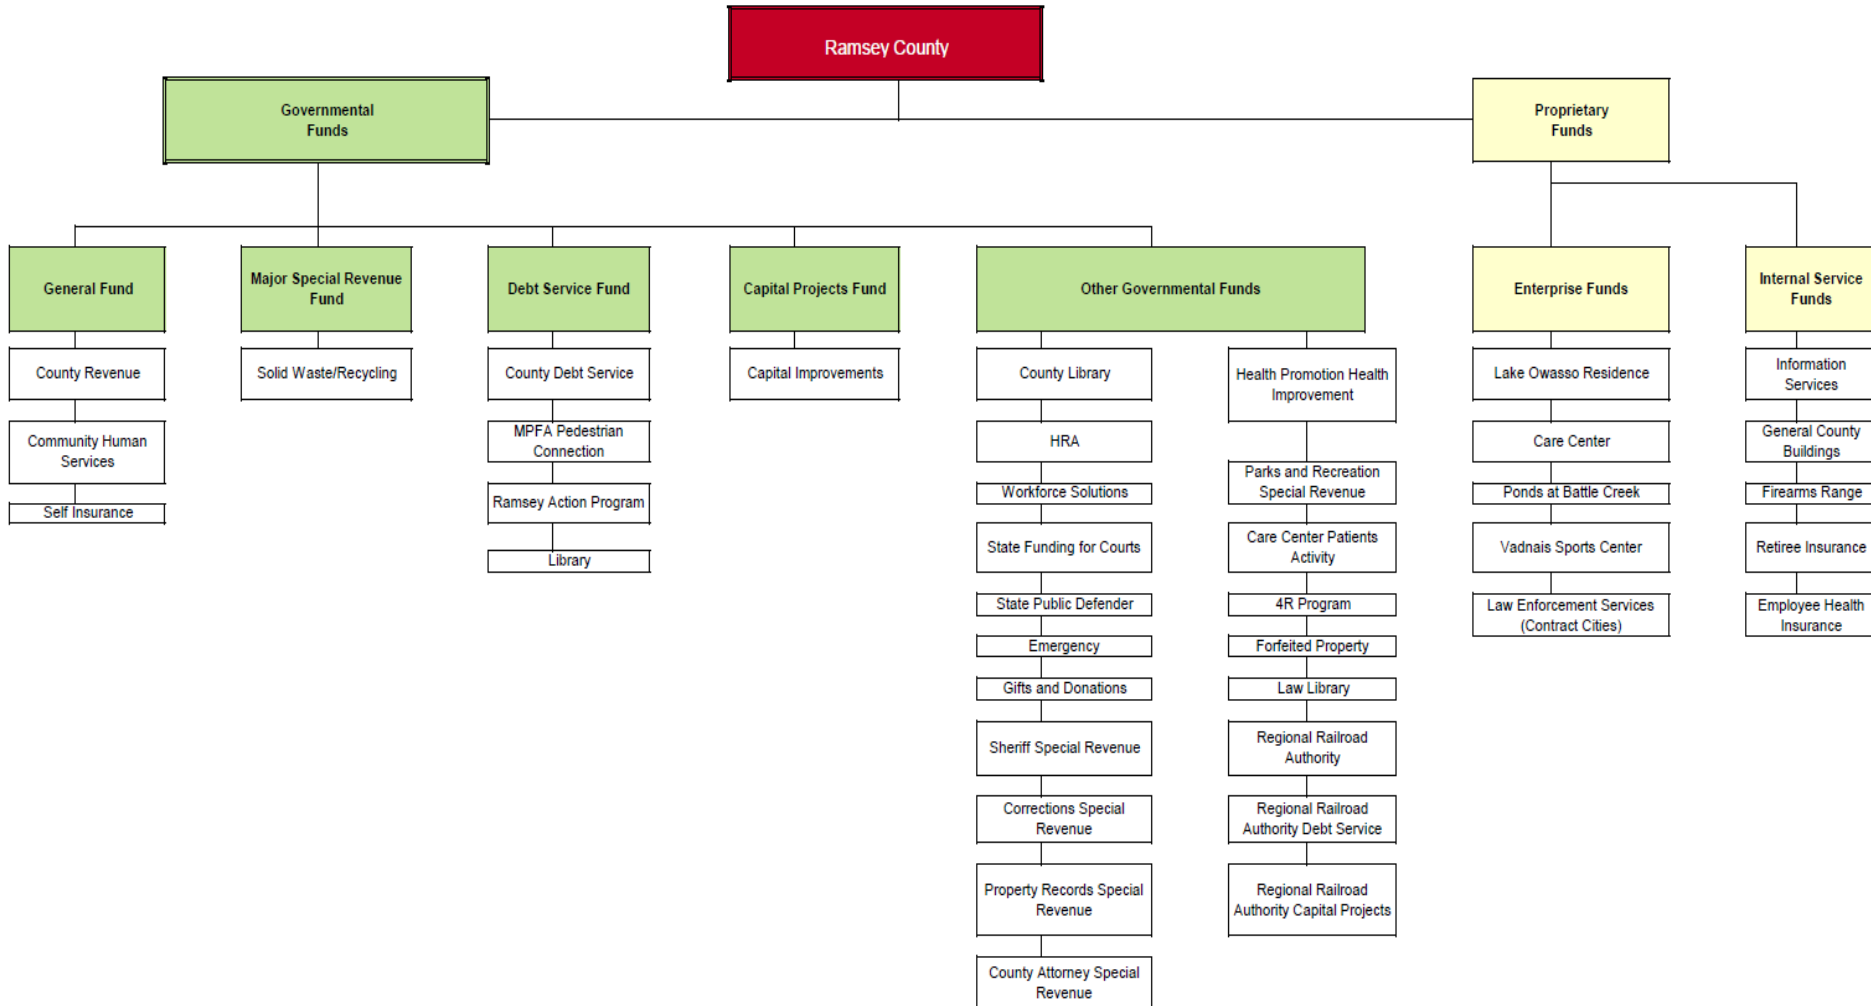 Ramsey County
Governmental
Funds
Proprietary
Funds
General Fund
Major Special Revenue
Fund
Debt Service Fund
Capital Projects Fund
Other Governmental Funds
Enterprise Funds
Internal Service
Funds
County Revenue
Community Human
Services
Self Insurance
Solid Waste/Recycling
County Debt Service
MPFA Pedestrian
Connection
Ramsey Action Program
Library
Capital Improvements
County Library
HRA
Workforce Solutions
State Funding for Courts
State Public Defender
Emergency
Gifts and Donations
Sheriff Special Revenue
Corrections Special
Revenue
Property Records Special
Revenue
County Attorney Special
Revenue
Health Promotion Health
Improvement
Parks and Recreation
Special Revenue
Care Center Patients
Activity
4R Program
Forfeited Property
Law Library
Regional Railroad
Authority
Regional Railroad
Authority Debt Service
Regional Railroad
Authority Capital Projects
Lake Owasso Residence
Care Center
Ponds at Battle Creek
Vadnais Sports Center
Law Enforcement Services
(Contract Cities)
Information
Services
General County
Buildings
Firearms Range
Retiree Insurance
Employee Health
Insurance